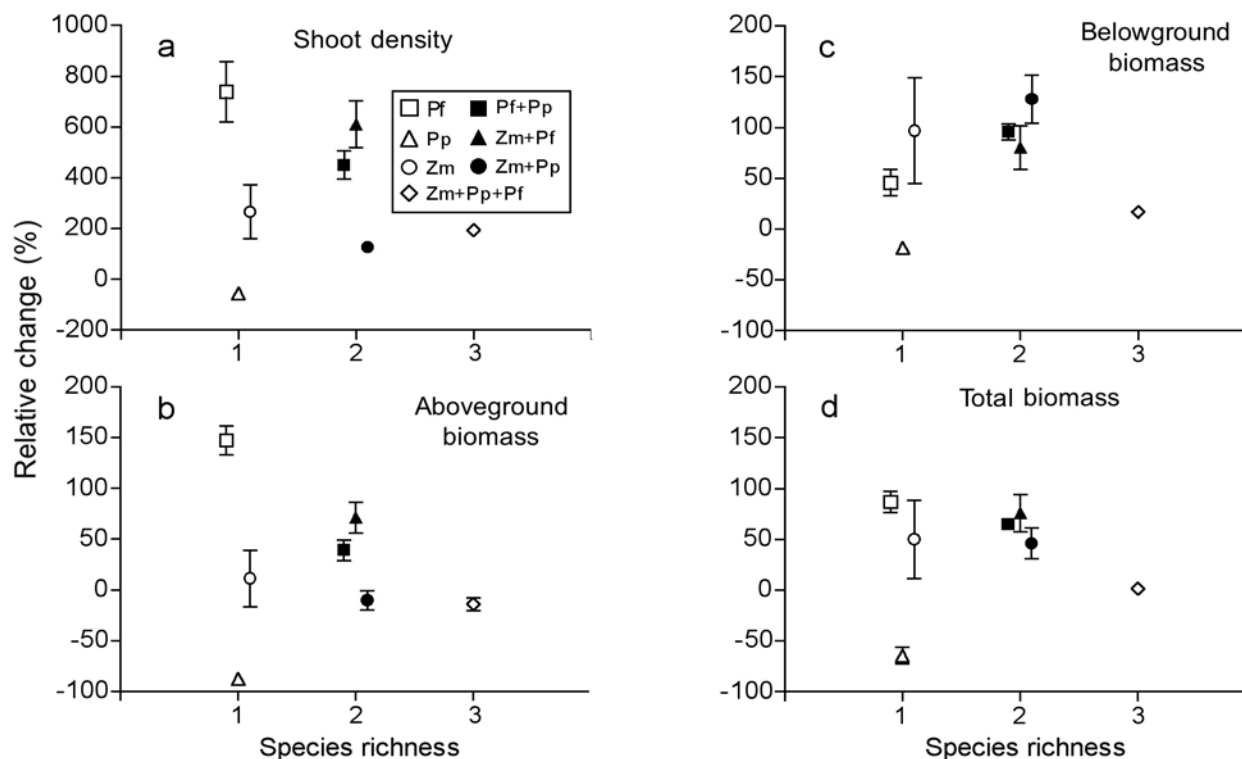 a
Shoot density
1000
800
600
400
200
0
-200
1
2
3
Pf
Pf+Pp
Pp
Zm+Pf
Zm
Zm+Pp
Zm+Pp+Pf
c
Belowground
biomass
200
150
100
50
0
-50
-100
1
2
3
Relative change (%)
b
Aboveground
biomass
200
150
100
50
0
-50
-100
1
2
3
Species richness
d
Total biomass
200
150
100
50
0
-50
-100
1
2
3
Species richness